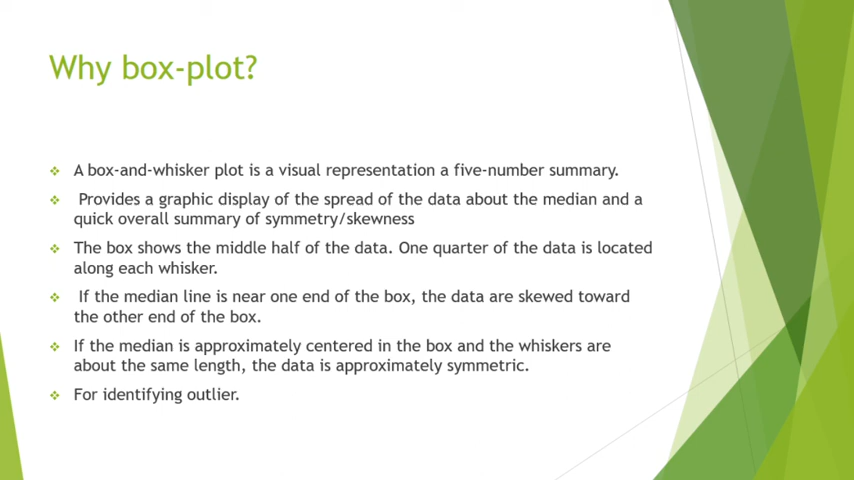 Why box-plot?
❖ A box-and-whisker plot is a visual representation a five-number summary.
❖ Provides a graphic display of the spread of the data about the median and a
quick overall summary of symmetry/skewness
❖ The box shows the middle half of the data. One quarter of the data is located
along each whisker.
❖ If the median line is near one end of the box, the data are skewed toward
the other end of the box.
❖ If the median is approximately centered in the box and the whiskers are
about the same length, the data is approximately symmetric.
❖ For identifying outlier.